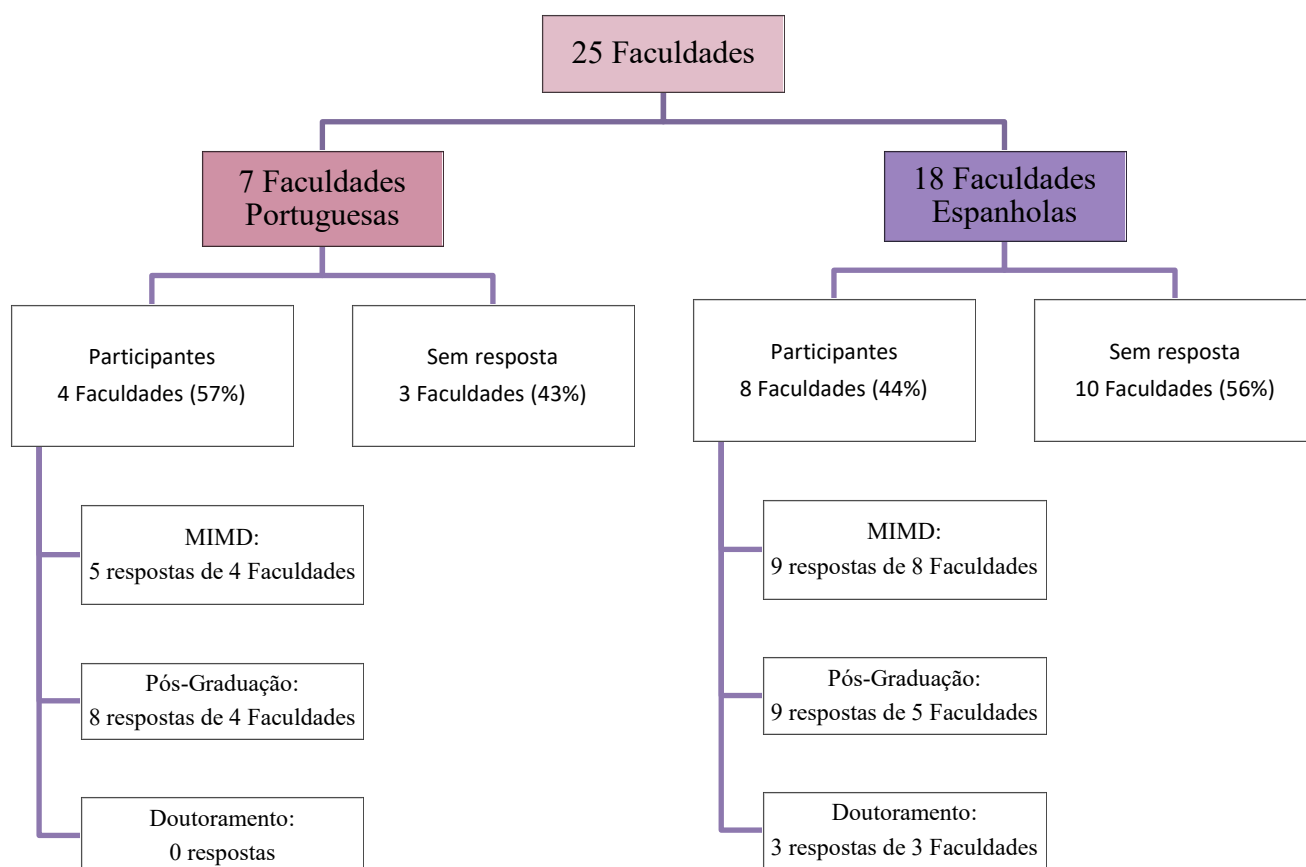 25 Faculdades
7 Faculdades
Portuguesas
18 Faculdades
Espanholas
Participantes
4 Faculdades (57%)
Sem resposta
3 Faculdades (43%)
Participantes
8 Faculdades (44%)
Sem resposta
10 Faculdades (56%)
MIMD:
5 respostas de 4 Faculdades
Pós-Graduação:
8 respostas de 4 Faculdades
Doutoramento:
0 respostas
MIMD:
9 respostas de 8 Faculdades
Pós-Graduação:
9 respostas de 5 Faculdades
Doutoramento:
3 respostas de 3 Faculdades